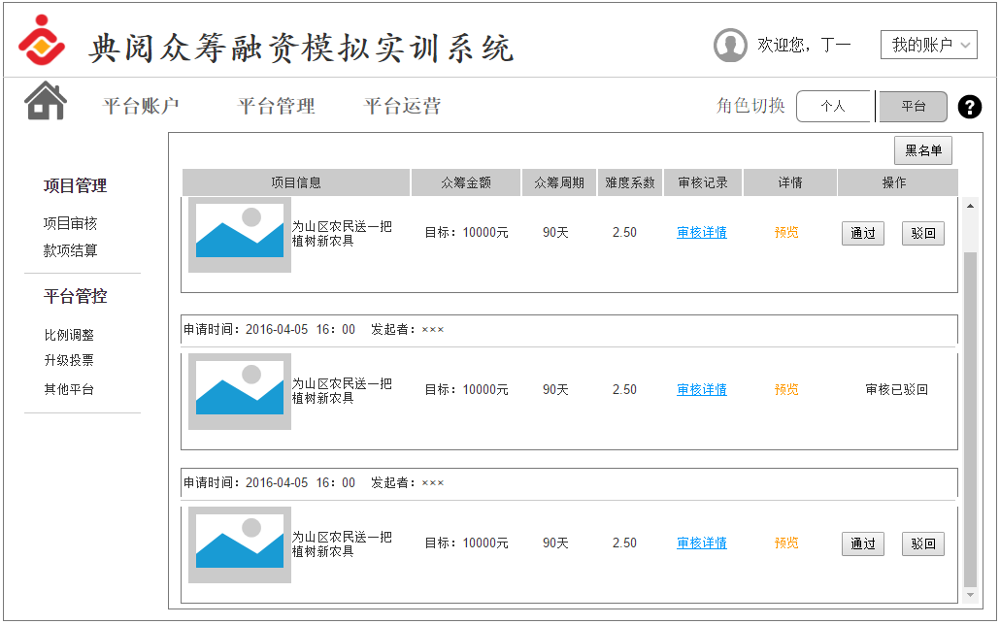 典阅众筹融资模拟实训系统
欢迎您，丁一
我的账户
平台账户 平台管理 平台运营
角色切换 个人 平台 ?
黑名单
项目管理
项目审核
款项结算
平台管控
比例调整
升级投票
其他平台
项目信息 众筹金额 众筹周期 难度系数 审核记录 详情 操作
为山区农民送一把
植树新农具
目标：10000元 90天 2.50 审核详情 预览 通过 驳回
申请时间：2016-04-05 16：00 发起者：×××
为山区农民送一把
植树新农具
目标：10000元 90天 2.50 审核详情 预览 审核已驳回
申请时间：2016-04-05 16：00 发起者：×××
为山区农民送一把
植树新农具
目标：10000元 90天 2.50 审核详情 预览 通过 驳回